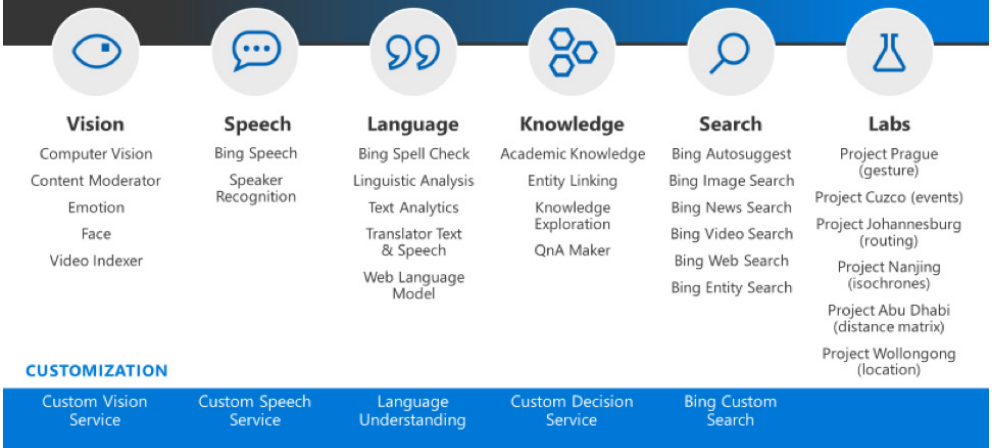 Vision
Computer Vision
Content Moderator
Emotion
Face
Video Indexer
Speech
Bing Speech
Speaker
Recognition
Language
Bing Spell Check
Linguistic Analysis
Text Analytics
Translator Text
& Speech
Web Language
Model
Knowledge
Academic Knowledge
Entity Linking
Knowledge
Exploration
QnA Maker
Search
Bing Autosuggest
Bing Image Search
Bing News Search
Bing Video Search
Bing Web Search
Bing Entity Search
Labs
Project Prague
(gesture)
Project Cuzco (events)
Project Johannesburg
(routing)
Project Nanjing
(isochrones)
Project Abu Dhabi
(distance matrix)
Project Wollongong
(location)
CUSTOMIZATION
Custom Vision
Service
Custom Speech
Service
Language
Understanding
Custom Decision
Service
Bing Custom
Search